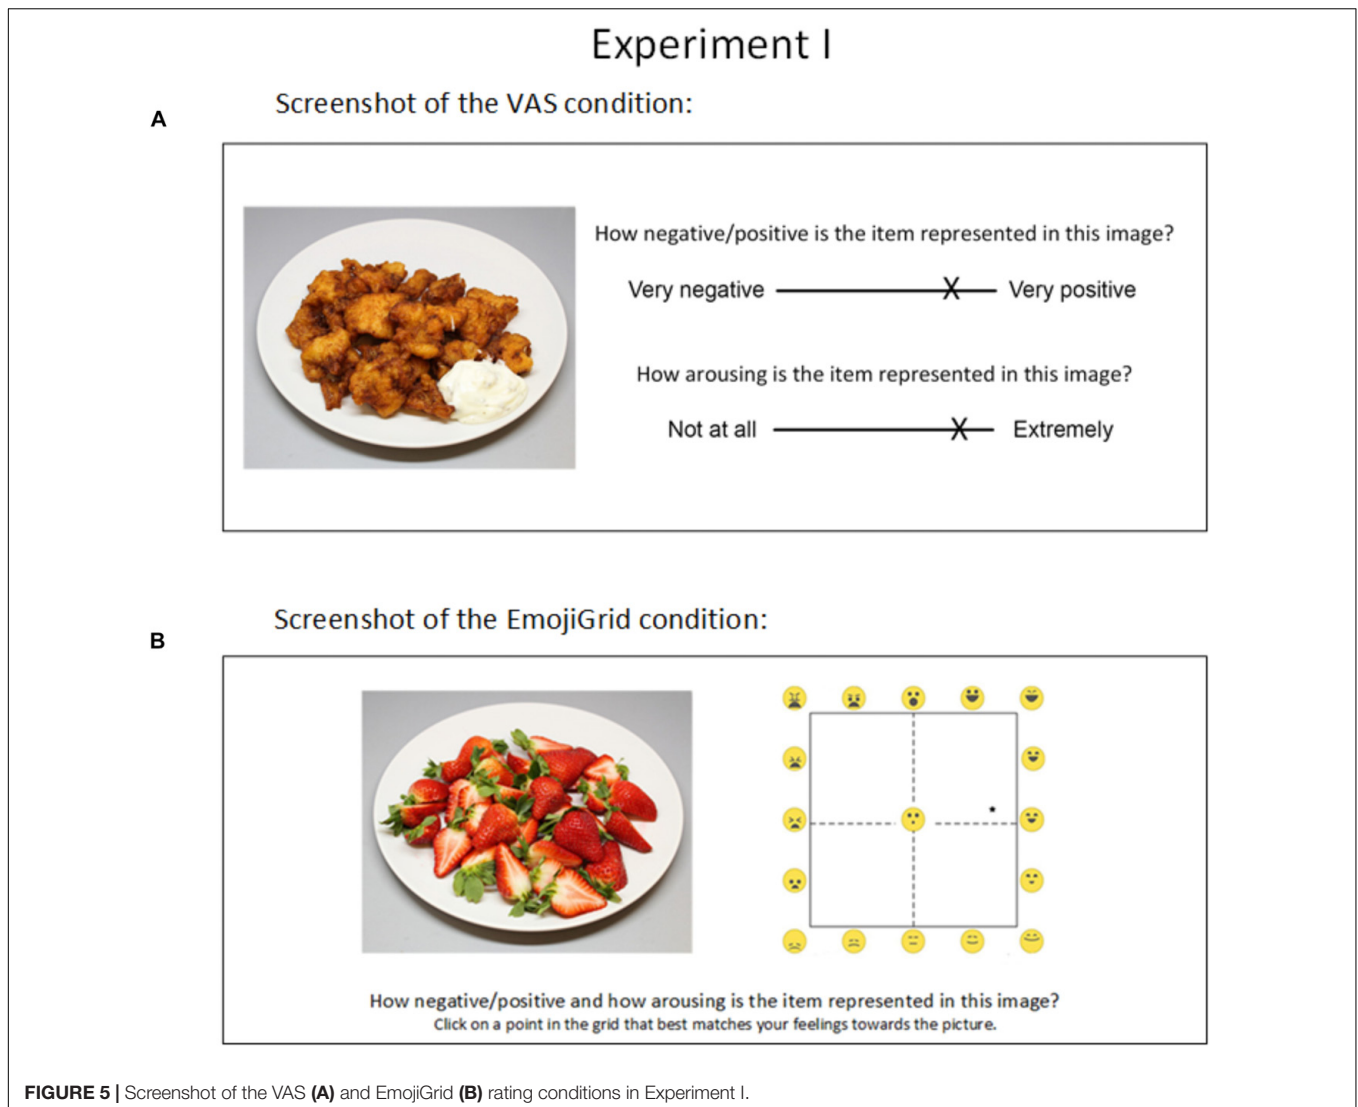 Experiment I
Screenshot of the VAS condition:
A
How negative/positive is the item represented in this image?
Very negative X Very positive
How arousing is the item represented in this image?
Not at all X Extremely
Screenshot of the EmojiGrid condition:
B
How negative/positive and how arousing is the item represented in this image?
Click on a point in the grid that best matches your feelings towards the picture.
FIGURE 5 | Screenshot of the VAS (A) and EmojiGrid (B) rating conditions in Experiment I.